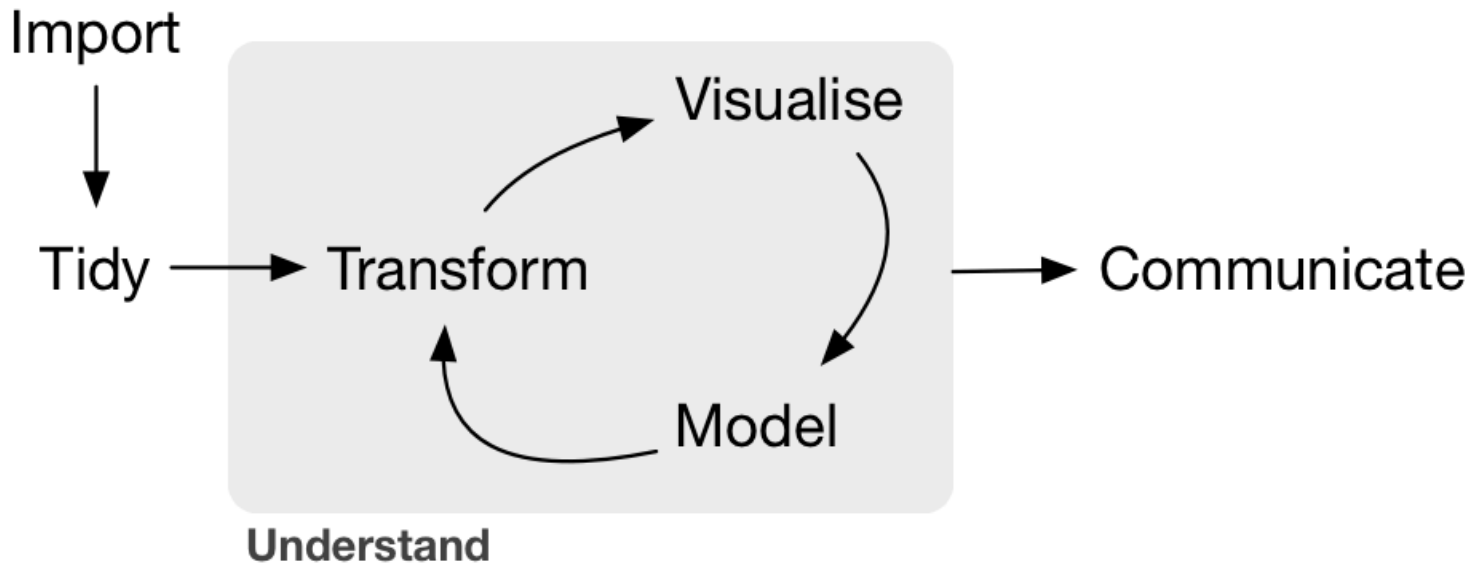 Import
Visualise
Tidy
Transform
Communicate
Model
Understand